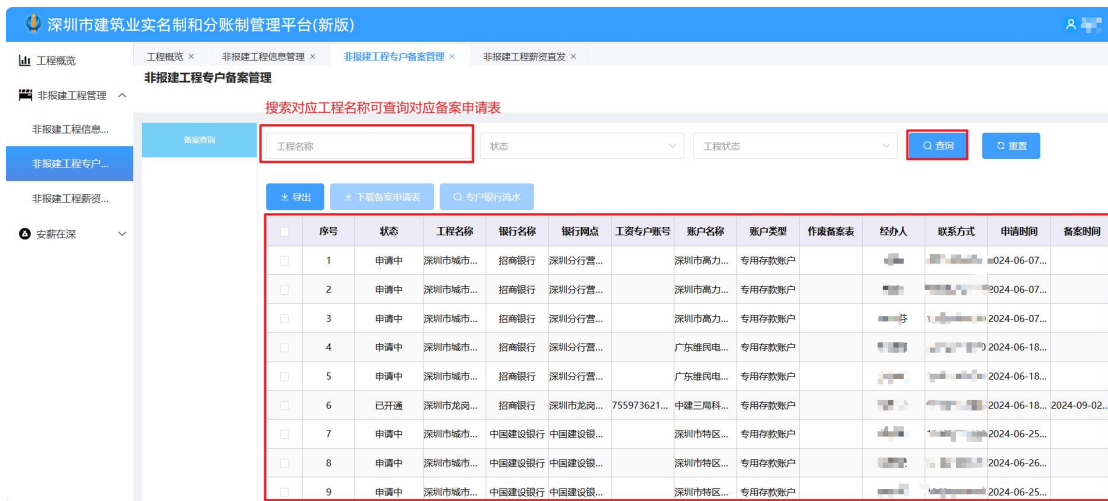 深圳市建筑业实名制和分账制管理平台(新版)
工程概览
非报建工程管理
非报建工程信息...
非报建工程专户...
非报建工程薪资...
安薪在深
工程概览 × 非报建工程信息管理 × 非报建工程专户备案管理 × 非报建工程薪资直发 ×
非报建工程专户备案管理
搜索对应工程名称可查询对应备案申请表
备案查询
工程名称 状态 工程状态 查询 重置
导出 下载备案申请表 专户银行流水
序号 状态 工程名称 银行名称 银行网点 工资专户账号 账户名称 账户类型 作废备案表 经办人 联系方式 申请时间 备案时间
1 申请中 深圳市城市... 招商银行 深圳分行营... 深圳市高力... 专用存款账户 2024-06-07...
2 申请中 深圳市城市... 招商银行 深圳分行营... 深圳市高力... 专用存款账户 2024-06-07...
3 申请中 深圳市城市... 招商银行 深圳分行营... 深圳市高力... 专用存款账户 芬 2024-06-07...
4 申请中 深圳市城市... 招商银行 深圳分行营... 广东维民电... 专用存款账户 2024-06-18...
5 申请中 深圳市城市... 招商银行 深圳分行营... 广东维民电... 专用存款账户 2024-06-18...
6 已开通 深圳市龙岗... 招商银行 深圳市龙岗... 755973621... 中建三局科... 专用存款账户 2024-06-18... 2024-09-02...
7 申请中 深圳市城市... 中国建设银行 中国建设银... 深圳市特区... 专用存款账户 2024-06-25...
8 申请中 深圳市城市... 中国建设银行 中国建设银... 深圳市特区... 专用存款账户 2024-06-26...
9 申请中 深圳市城市... 中国建设银行 中国建设银... 深圳市特区... 专用存款账户 2024-06-25...